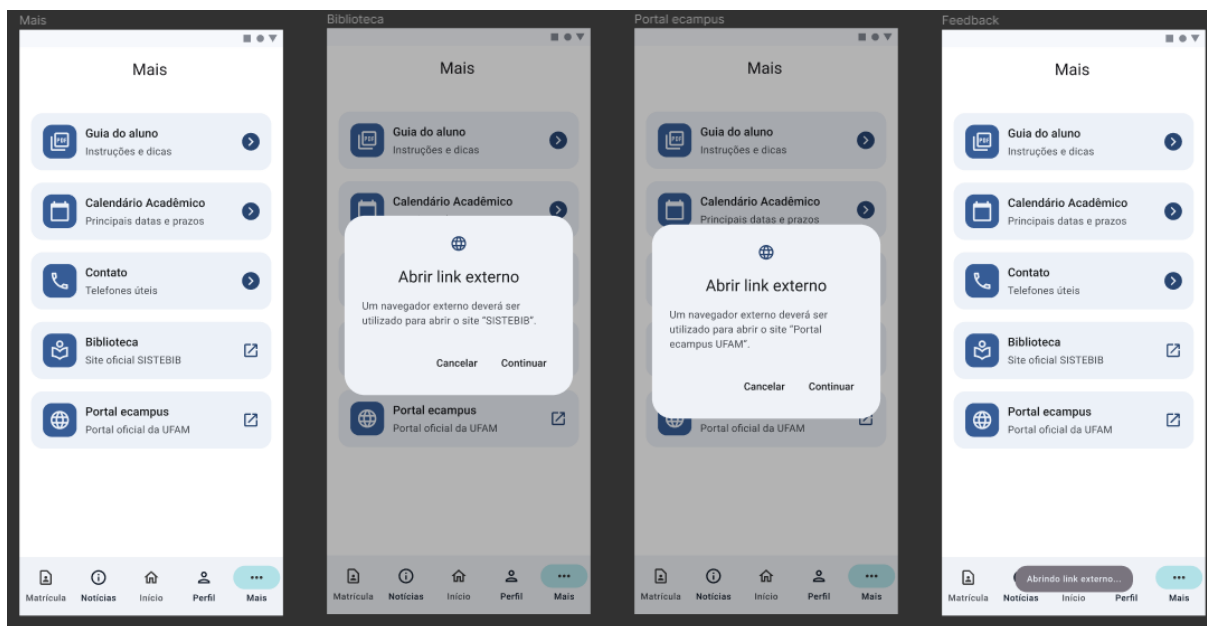 Mais
Mais
PDF
Guia do aluno
Instruções e dicas
Calendário Acadêmico
Principais datas e prazos
Contato
Telefones úteis
Biblioteca
Site oficial SISTEBIB
Portal ecampus
Portal oficial da UFAM
Matrícula
Notícias
Início
Perfil
Mais
Biblioteca
Mais
PDF
Guia do aluno
Instruções e dicas
Calendário Acadêmico
Abrir link externo
Um navegador externo deverá ser
utilizado para abrir o site “SISTEBIB”.
Cancelar
Continuar
Portal ecampus
Portal oficial da UFAM
Matrícula
Notícias
Início
Perfil
Mais
Portal ecampus
Mais
PDF
Guia do aluno
Instruções e dicas
Calendário Acadêmico
Principais datas e prazos
Abrir link externo
Um navegador externo deverá ser
utilizado para abrir o site “Portal
ecampus UFAM”.
Cancelar
Continuar
Portal oficial da UFAM
Matrícula
Notícias
Início
Perfil
Mais
Feedback
Mais
PDF
Guia do aluno
Instruções e dicas
Calendário Acadêmico
Principais datas e prazos
Contato
Telefones úteis
Biblioteca
Site oficial SISTEBIB
Portal ecampus
Portal oficial da UFAM
Abrindo link externo...
Matrícula
Notícias
Início
Perfil
Mais